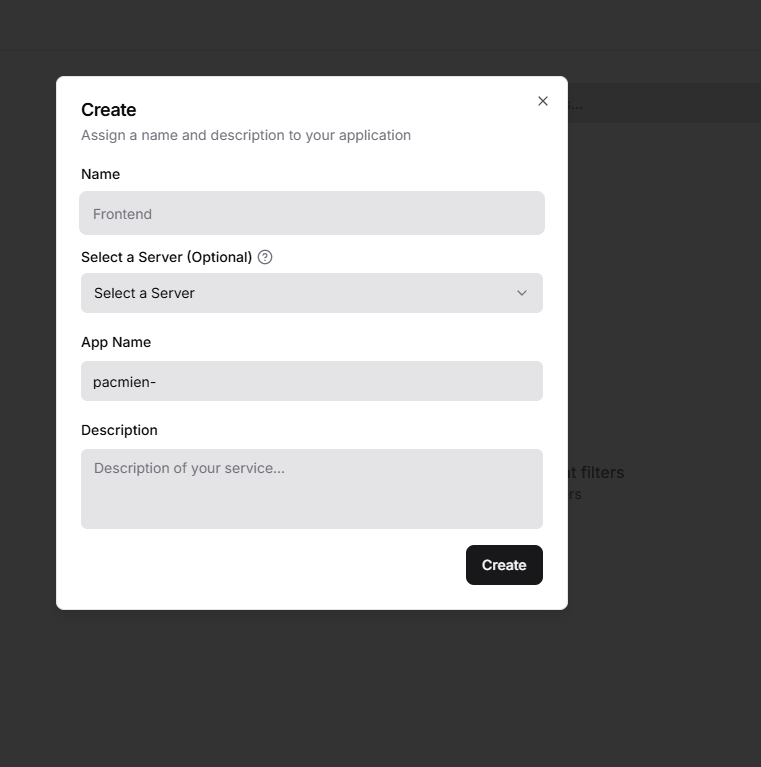 Create
Assign a name and description to your application
Name
Frontend
Select a Server (Optional)
Select a Server
App Name
pacmien-
Description
Description of your service...
filters
Create